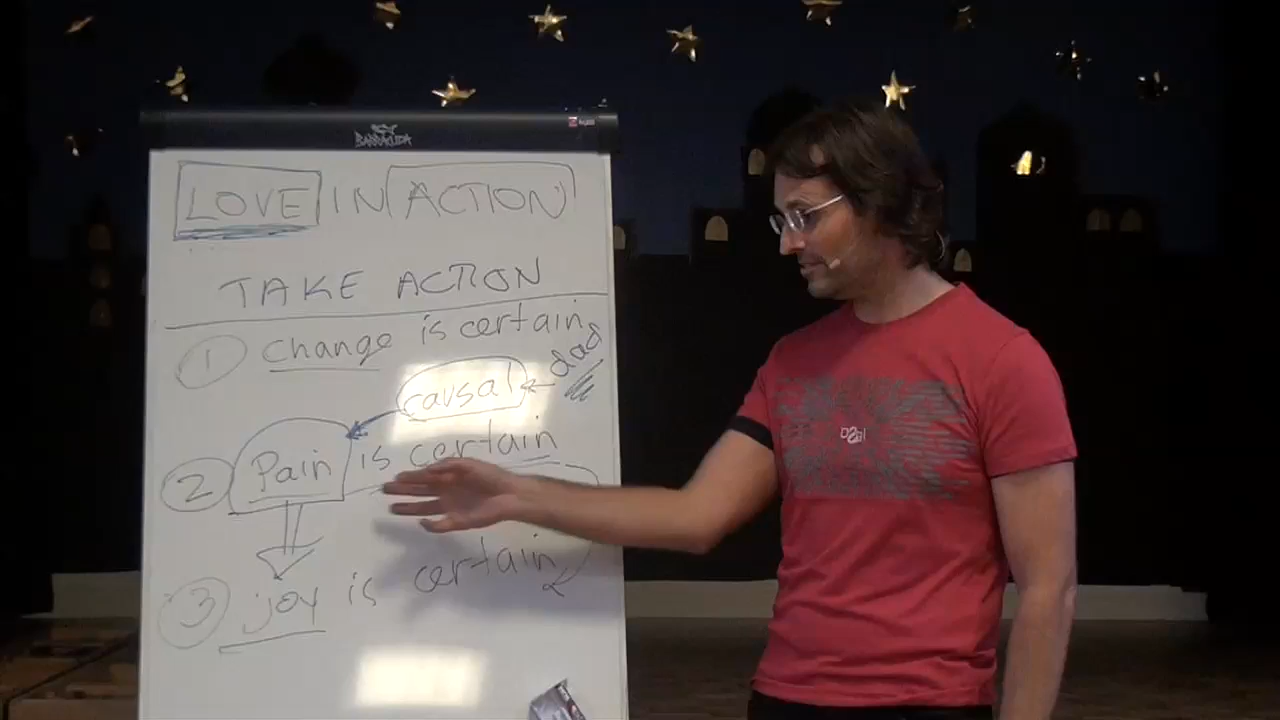 BARRACUDA
LOVE IN ACTION
TAKE ACTION
1 change is certain
causal ← dad
2 Pain is certain
3 joy is certain